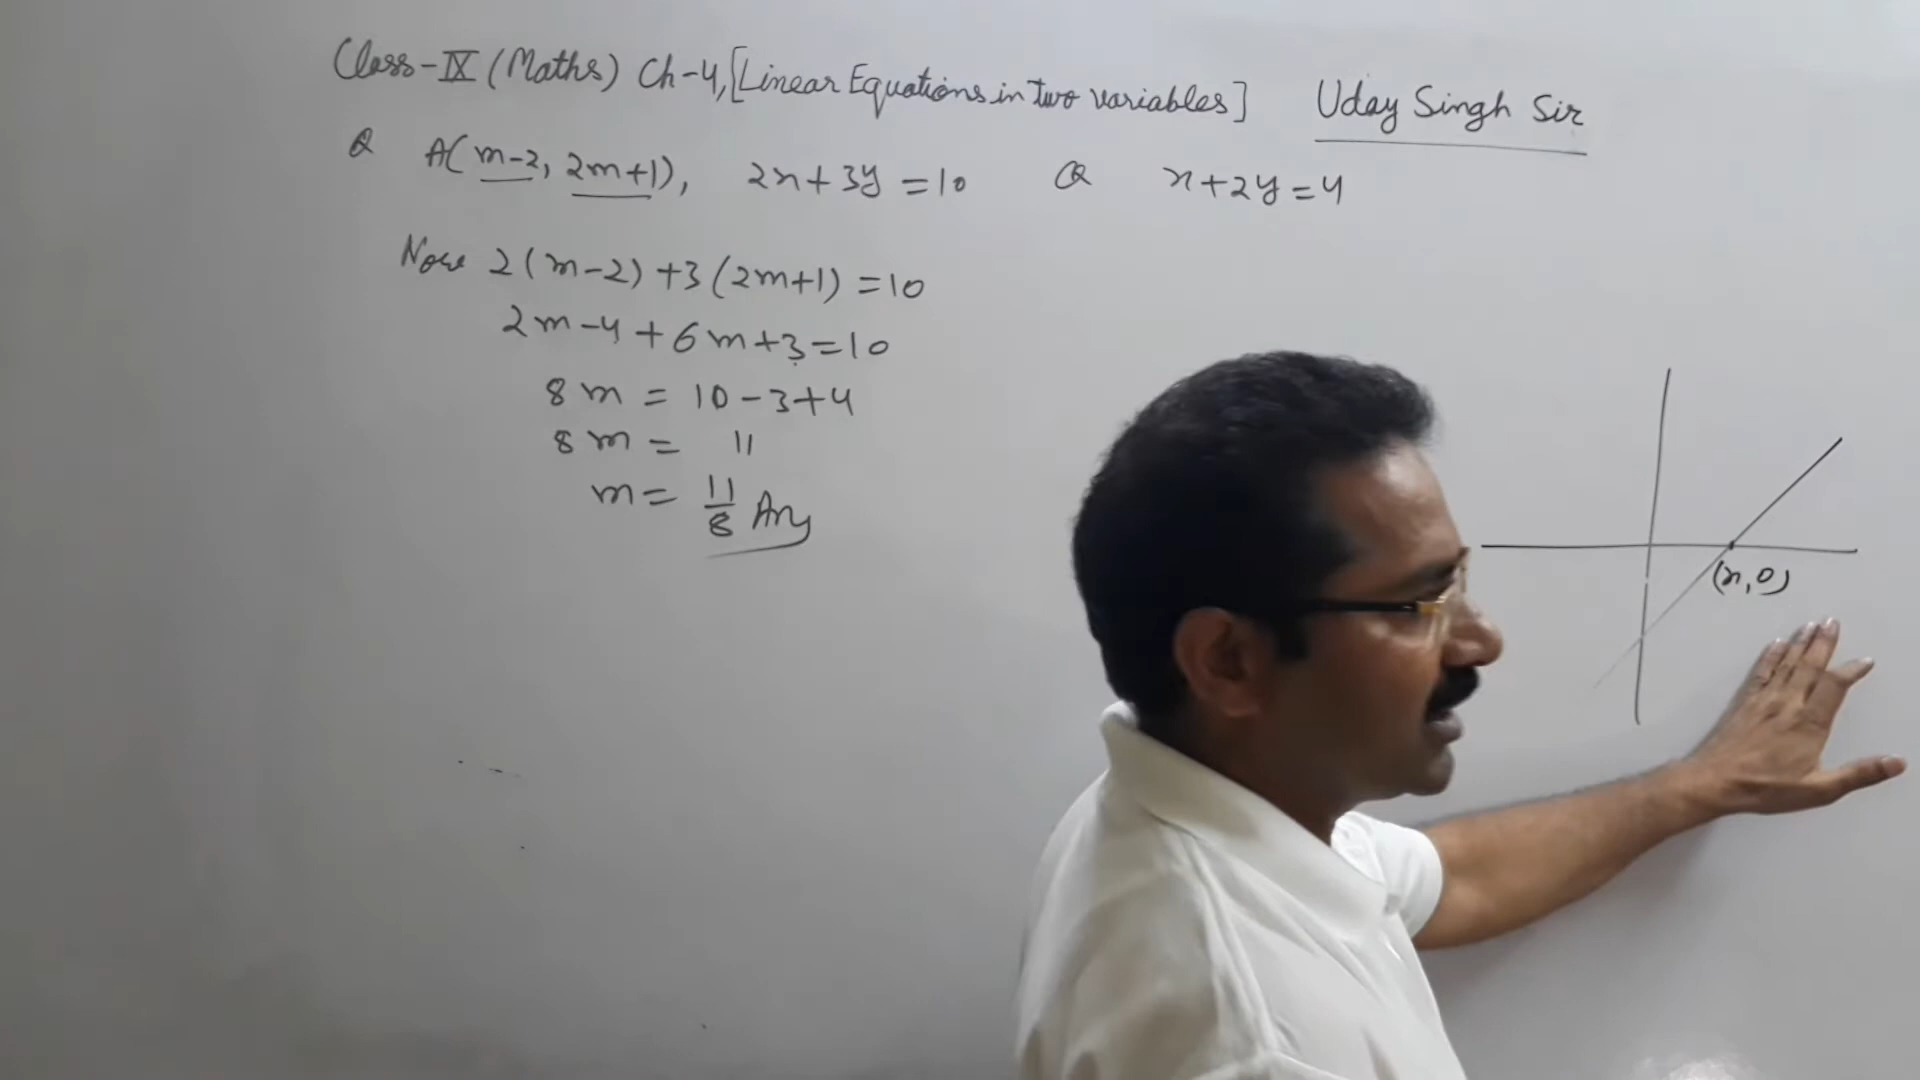 Class-IX (Maths) Ch-4, [Linear Equations in two variables] Uday Singh Sir
Q A(m-2, 2m+1), 2x+3y=10
Now 2(m-2)+3(2m+1)=10
2m-4+6m+3=10
8m = 10-3+4
8m = 11
m = 11/8 Ans
Q x+2y=4
(x,0)